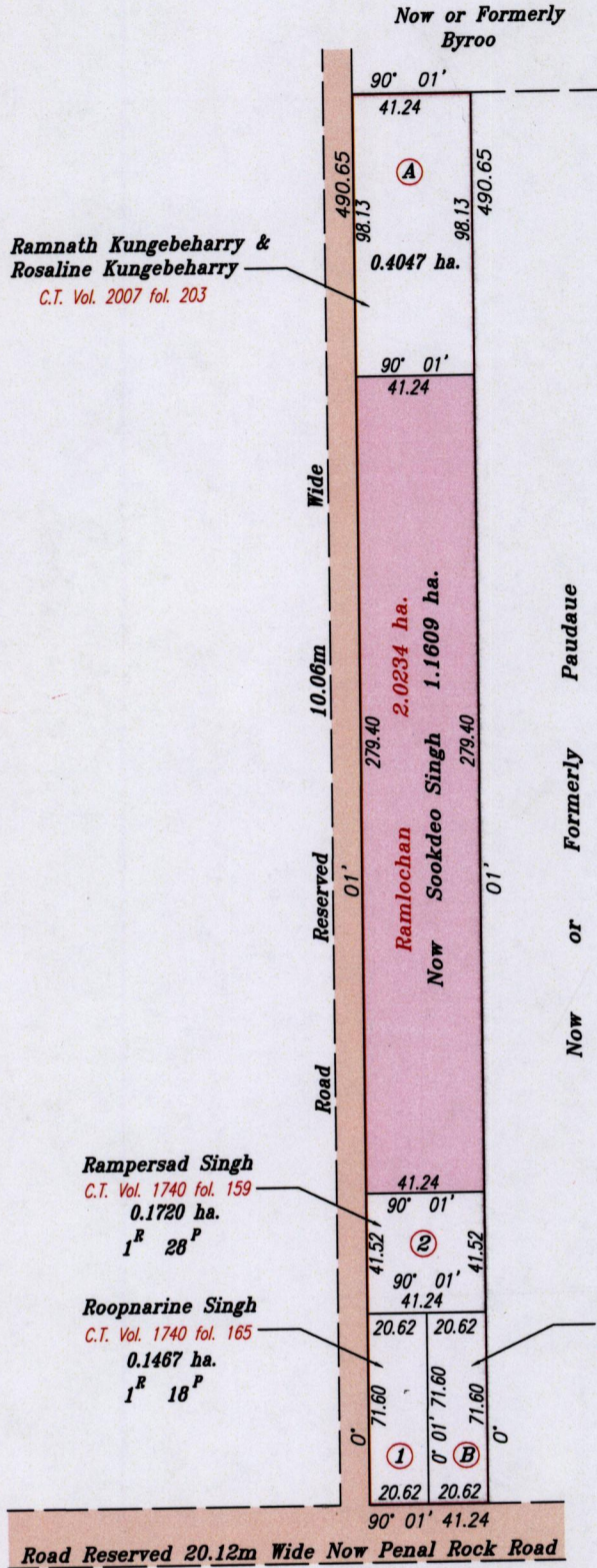 Now or Formerly
Byroo
90° 01'
41.24
A
490.65
98.13
98.13
490.65
Ramnath Kungebeharry &
Rosaline Kungebeharry
C.T. Vol. 2007 fol. 203
0.4047 ha.
90° 01'
41.24
Road Reserved 10.06m Wide
01'
279.40
Ramlochan 2.0234 ha.
Now Sookdeo Singh 1.1609 ha.
279.40
01'
Now or Formerly Paudaue
41.24
90° 01'
Rampersad Singh
C.T. Vol. 1740 fol. 159
0.1720 ha.
1R 28P
41.52
2
41.52
90° 01'
41.24
Roopnarine Singh
C.T. Vol. 1740 fol. 165
0.1467 ha.
1R 18P
20.62
20.62
0°
71.60
0° 01' 71.60
71.60
0°
1
B
20.62
20.62
90° 01' 41.24
Road Reserved 20.12m Wide Now Penal Rock Road